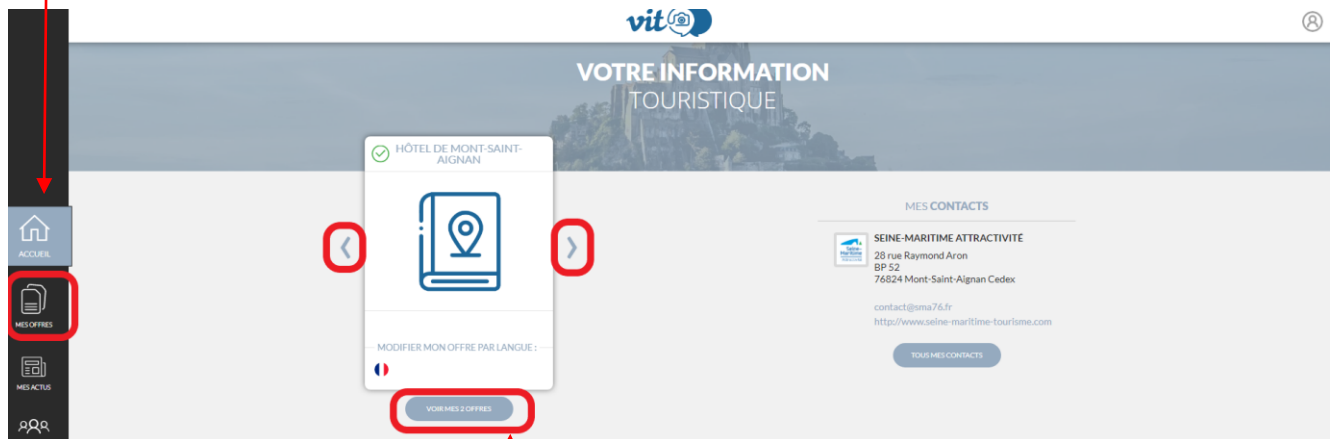 vit
VOTRE INFORMATION
TOURISTIQUE
HÔTEL DE MONT-SAINT-
AIGNAN
MODIFIER MON OFFRE PAR LANGUE :
VOIR MES 2 OFFRES
ACCUEIL
MES OFFRES
MES ACTUS
MES CONTACTS
SEINE-MARITIME ATTRACTIVITÉ
28 rue Raymond Aron
BP 52
76824 Mont-Saint-Aignan Cedex
contact@sma76.fr
http://www.seine-maritime-tourisme.com
TOUS MES CONTACTS